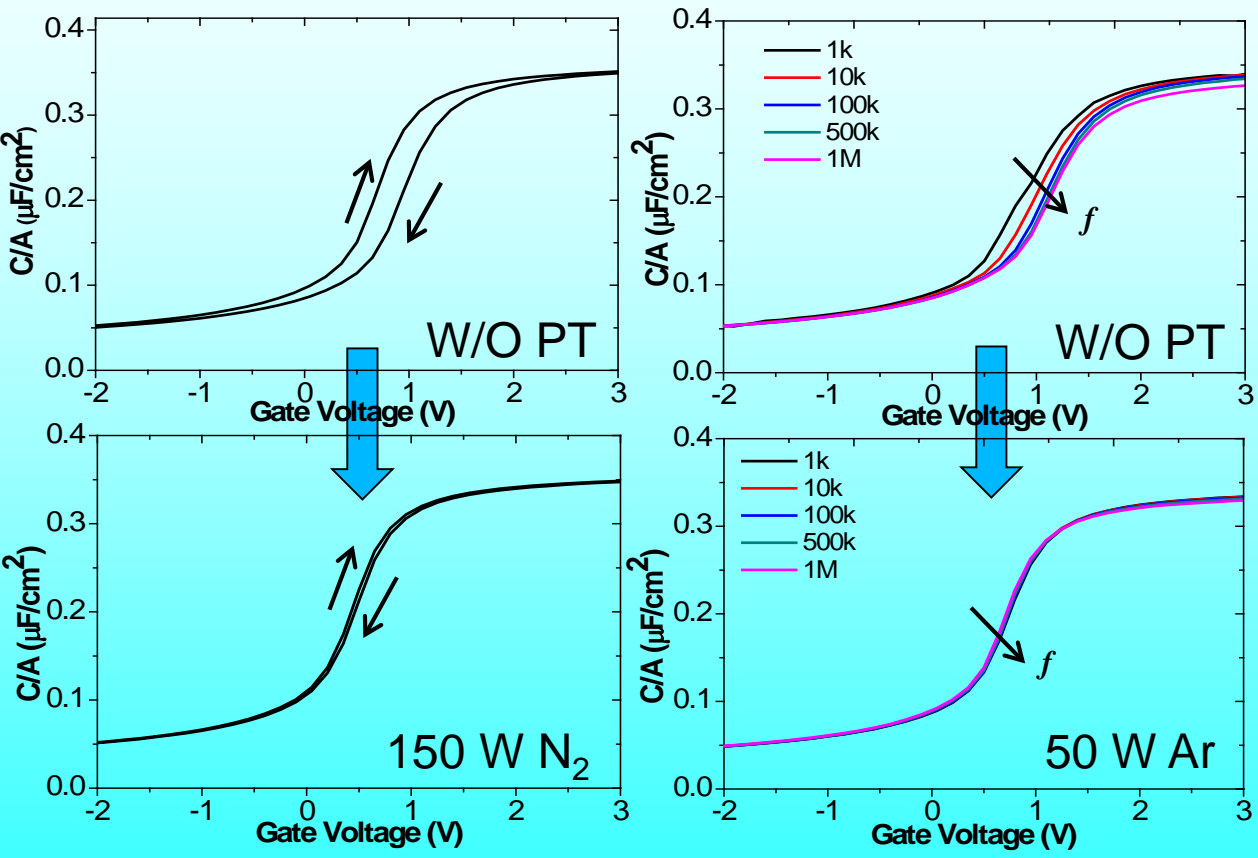 0.4
0.3
0.2
0.1
0.0
C/A (μF/cm²)
W/O PT
-2 -1 0 1 2 3
Gate Voltage (V)
0.4
0.3
0.2
0.1
0.0
C/A (μF/cm²)
1k
10k
100k
500k
1M
f
W/O PT
-2 -1 0 1 2 3
Gate Voltage (V)
0.4
0.3
0.2
0.1
0.0
C/A (μF/cm²)
150 W N₂
-2 -1 0 1 2 3
Gate Voltage (V)
0.4
0.3
0.2
0.1
0.0
C/A (μF/cm²)
1k
10k
100k
500k
1M
f
50 W Ar
-2 -1 0 1 2 3
Gate Voltage (V)